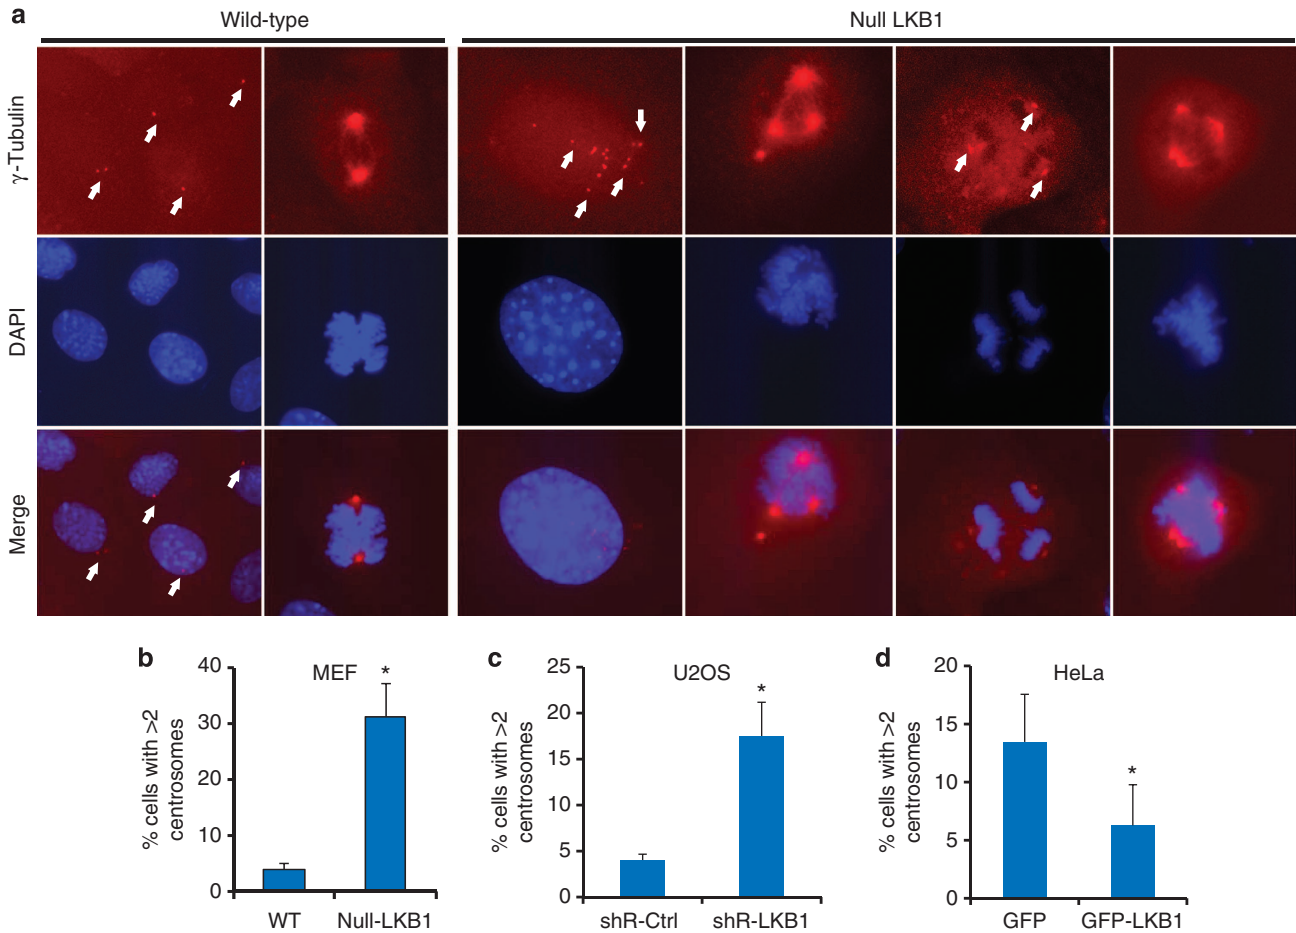 a
Wild-type
Null LKB1
γ-Tubulin
DAPI
Merge
b
MEF
% cells with >2
centrosomes
40
30
20
10
0
*
WT
Null-LKB1
c
U2OS
% cells with >2
centrosomes
25
20
15
10
5
0
*
shR-Ctrl
shR-LKB1
d
HeLa
% cells with >2
centrosomes
20
15
10
5
0
*
GFP
GFP-LKB1